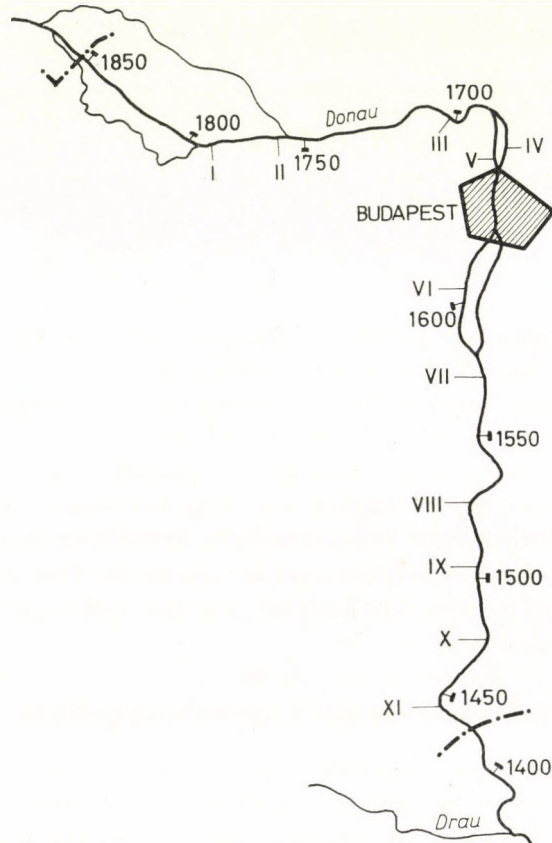 1850
1800
I
II
1750
Donau
1700
III
IV
V
BUDAPEST
VI
1600
VII
1550
VIII
IX
1500
X
1450
XI
1400
Drau